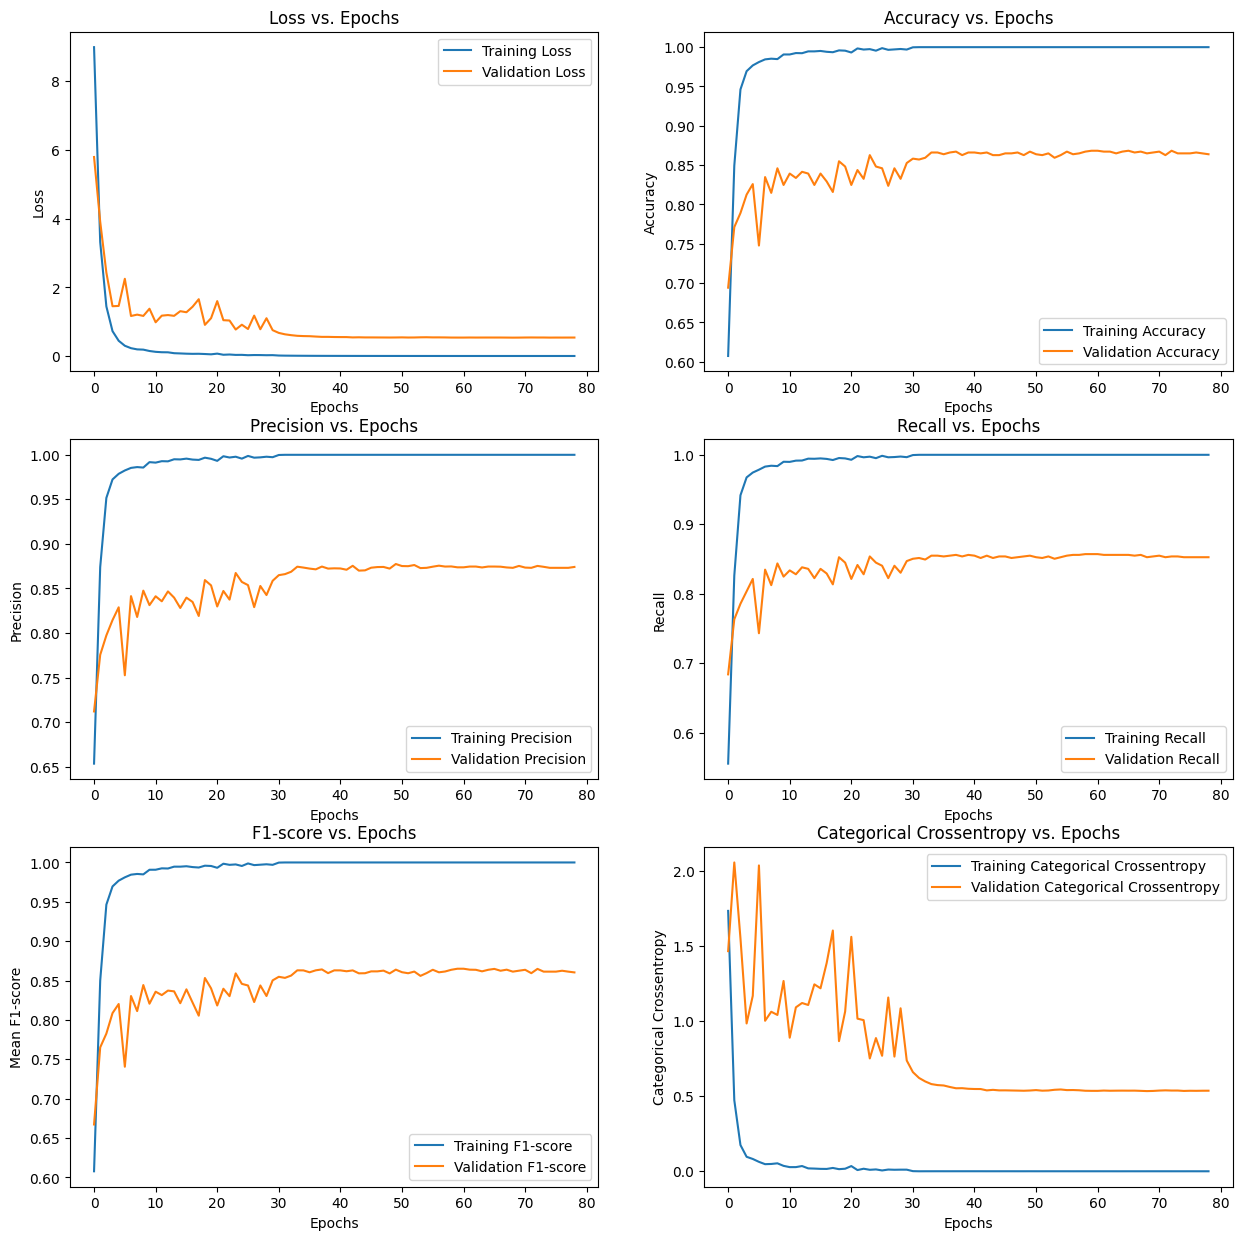 Loss vs. Epochs
Training Loss
Validation Loss
8
6
4
2
0
Loss
0 10 20 30 40 50 60 70 80
Epochs
Accuracy vs. Epochs
1.00
0.95
0.90
0.85
0.80
0.75
0.70
0.65
0.60
Accuracy
Training Accuracy
Validation Accuracy
0 10 20 30 40 50 60 70 80
Epochs
Precision vs. Epochs
1.00
0.95
0.90
0.85
0.80
0.75
0.70
0.65
Precision
Training Precision
Validation Precision
0 10 20 30 40 50 60 70 80
Epochs
Recall vs. Epochs
1.0
0.9
0.8
0.7
0.6
Recall
Training Recall
Validation Recall
0 10 20 30 40 50 60 70 80
Epochs
F1-score vs. Epochs
1.00
0.95
0.90
0.85
0.80
0.75
0.70
0.65
0.60
Mean F1-score
Training F1-score
Validation F1-score
0 10 20 30 40 50 60 70 80
Epochs
Categorical Crossentropy vs. Epochs
Training Categorical Crossentropy
Validation Categorical Crossentropy
2.0
1.5
1.0
0.5
0.0
Categorical Crossentropy
0 10 20 30 40 50 60 70 80
Epochs